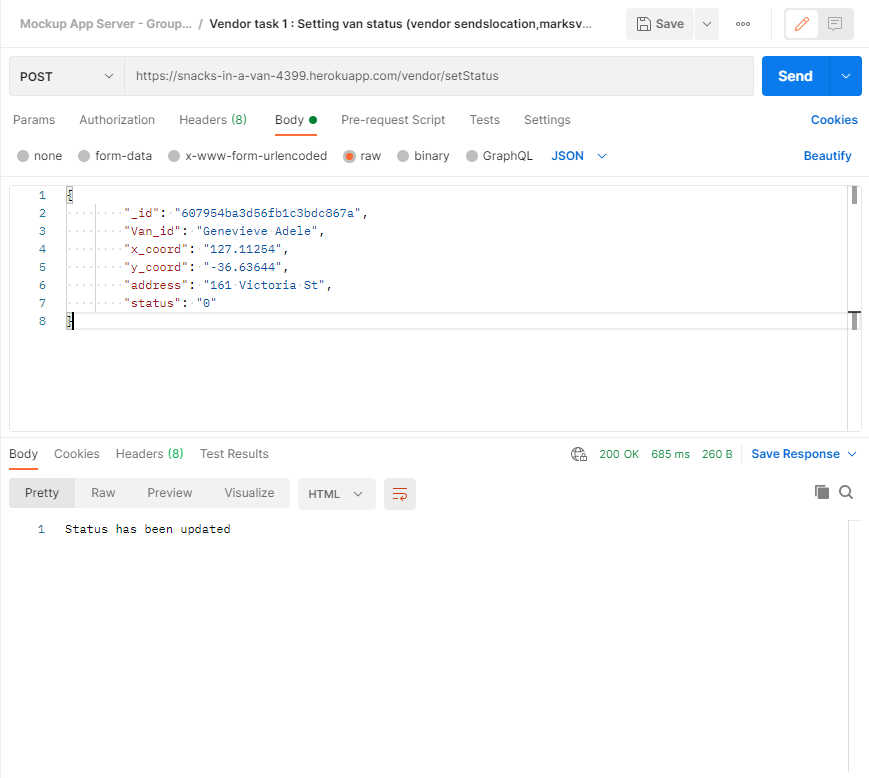 Mockup App Server - Group... / Vendor task 1 : Setting van status (vendor sendslocation,marksv... Save
POST https://snacks-in-a-van-4399.herokuapp.com/vendor/setStatus Send
Params Authorization Headers (8) Body Pre-request Script Tests Settings Cookies
none form-data x-www-form-urlencoded raw binary GraphQL JSON Beautify
1 {
2 "_id": "607954ba3d56fb1c3bdc867a",
3 "Van_id": "Genevieve Adele",
4 "x_coord": "127.11254",
5 "y_coord": "-36.63644",
6 "address": "161 Victoria St",
7 "status": "0"
8 }
Body Cookies Headers (8) Test Results 200 OK 685 ms 260 B Save Response
Pretty Raw Preview Visualize HTML
1 Status has been updated